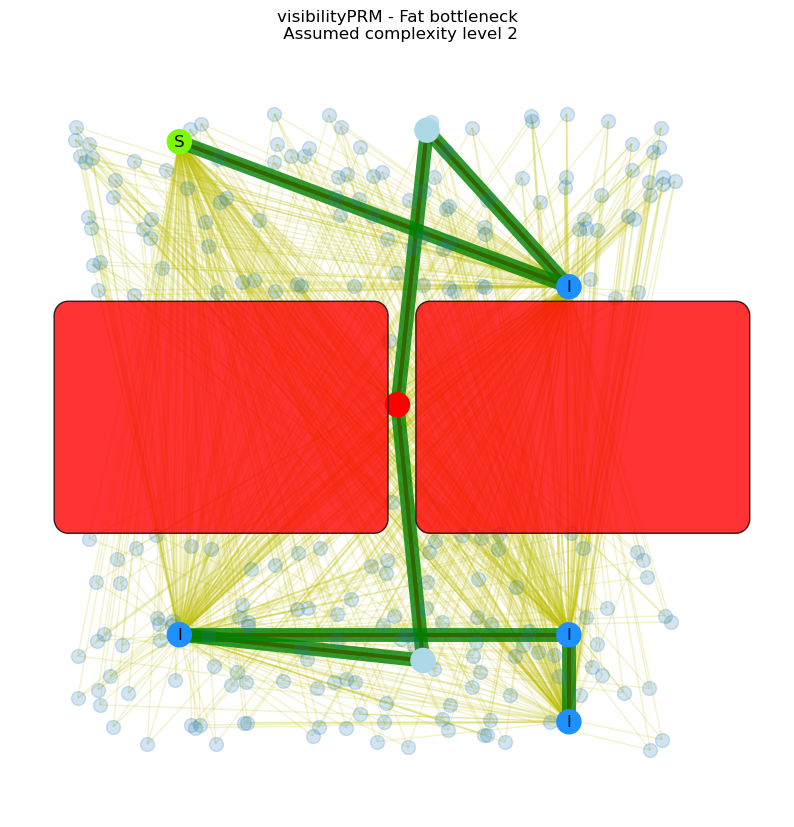 visibilityPRM - Fat bottleneck
Assumed complexity level 2
S
I
I
I
I